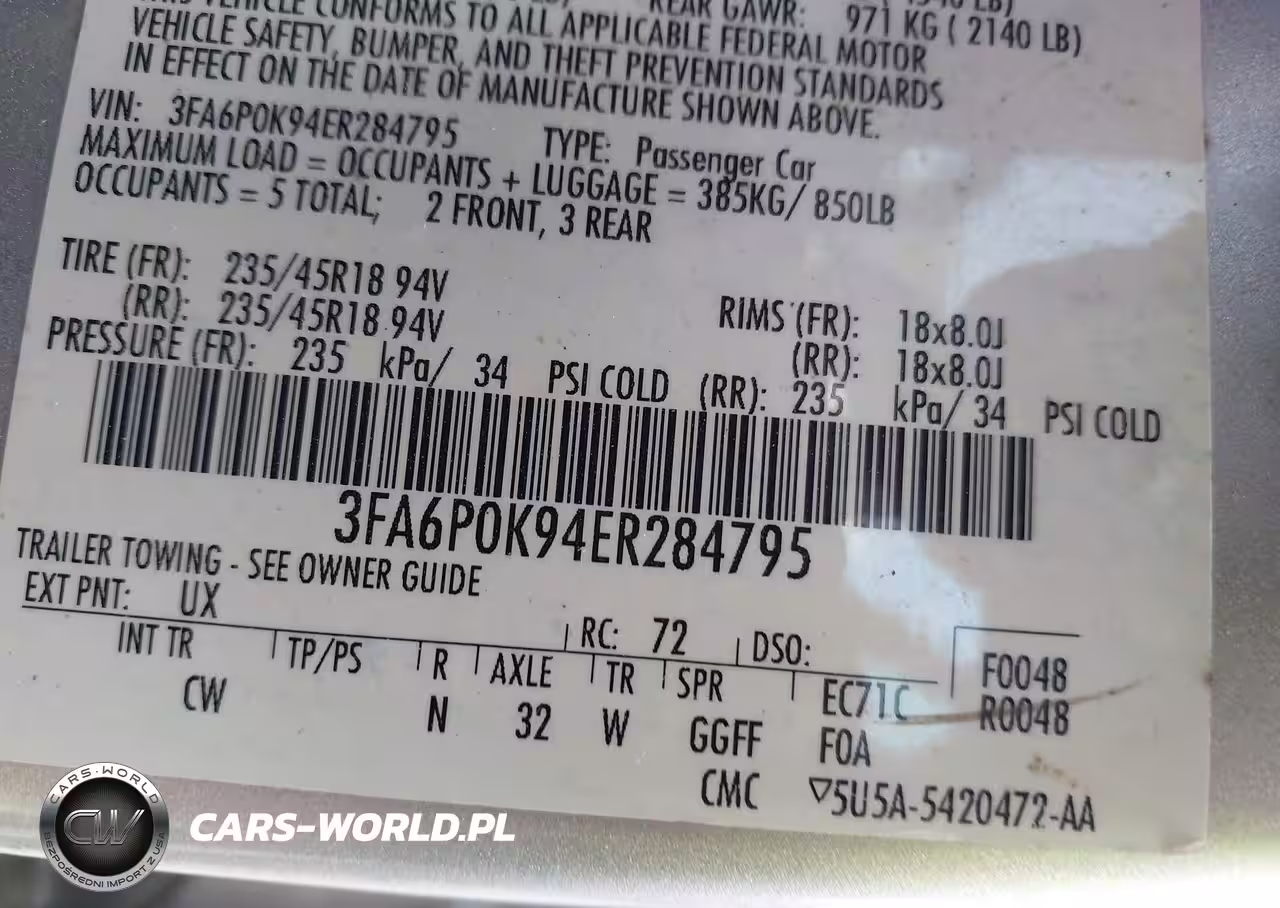 REAR GAWR: 971 KG ( 2140 LB)
VEHICLE CONFORMS TO ALL APPLICABLE FEDERAL MOTOR
VEHICLE SAFETY, BUMPER, AND THEFT PREVENTION STANDARDS
IN EFFECT ON THE DATE OF MANUFACTURE SHOWN ABOVE.
VIN: 3FA6P0K94ER284795 TYPE: Passenger Car
MAXIMUM LOAD = OCCUPANTS + LUGGAGE = 385KG/ 850LB
OCCUPANTS = 5 TOTAL; 2 FRONT, 3 REAR
TIRE (FR): 235/45R18 94V RIMS (FR): 18x8.0J
(RR): 235/45R18 94V (RR): 18x8.0J
PRESSURE (FR): 235 kPa/ 34 PSI COLD (RR): 235 kPa/ 34 PSI COLD
3FA6P0K94ER284795
TRAILER TOWING - SEE OWNER GUIDE
EXT PNT: UX RC: 72 DSO: F0048
INT TR TP/PS R AXLE TR SPR EC71C R0048
CW N 32 W GGFF FOA
CMC ▽5U5A-5420472-AA
CARS-WORLD
CW
BEZPOŚREDNI IMPORT Z USA
CARS-WORLD.PL